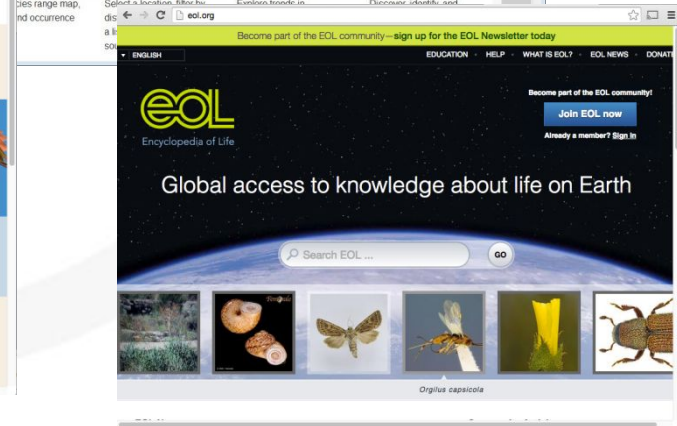 cies range map,
nd occurrence
Select a location, filter by
dis
a li
sou
Explore trends in
Discover, identify, and
eol.org
Become part of the EOL community—sign up for the EOL Newsletter today
ENGLISH
EDUCATION - HELP - WHAT IS EOL? - EOL NEWS - DONATE
Become part of the EOL community!
Join EOL now
Already a member? Sign In
eol
Encyclopedia of Life
Global access to knowledge about life on Earth
Search EOL ...
GO
Orgilus capsicola